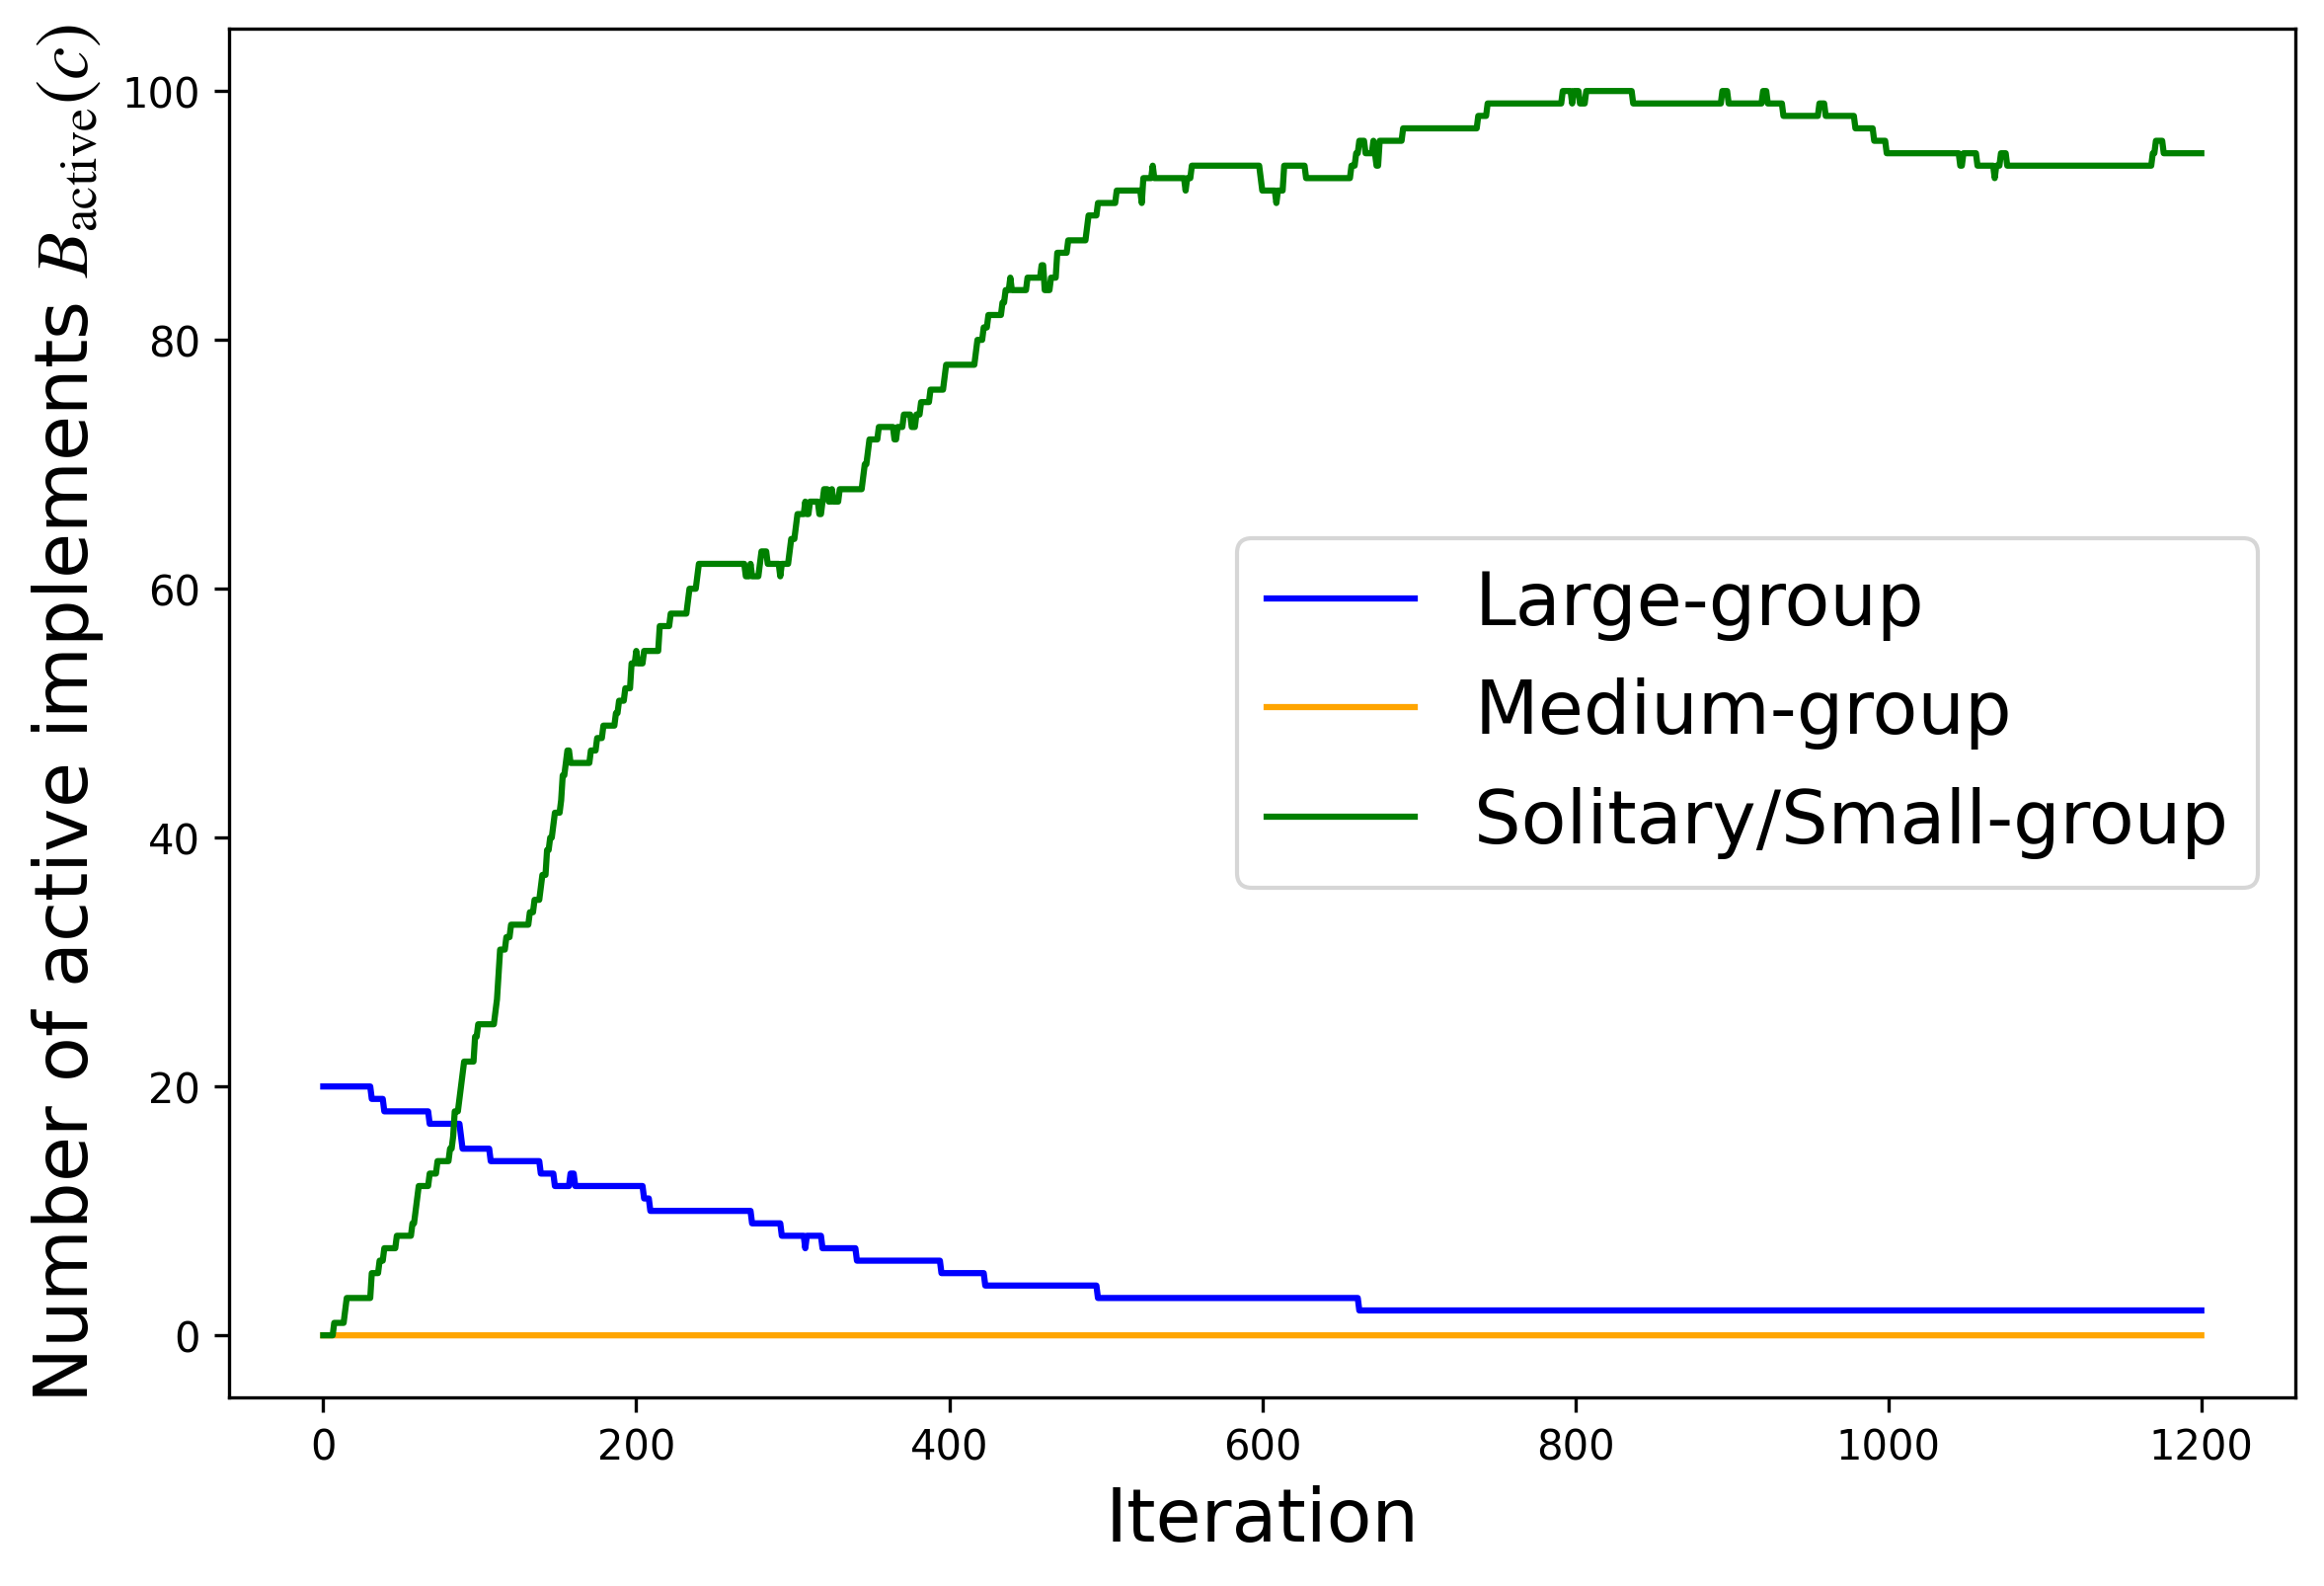 Number of active implements B_active(c)
100
80
60
40
20
0
Large-group
Medium-group
Solitary/Small-group
0 200 400 600 800 1000 1200
Iteration